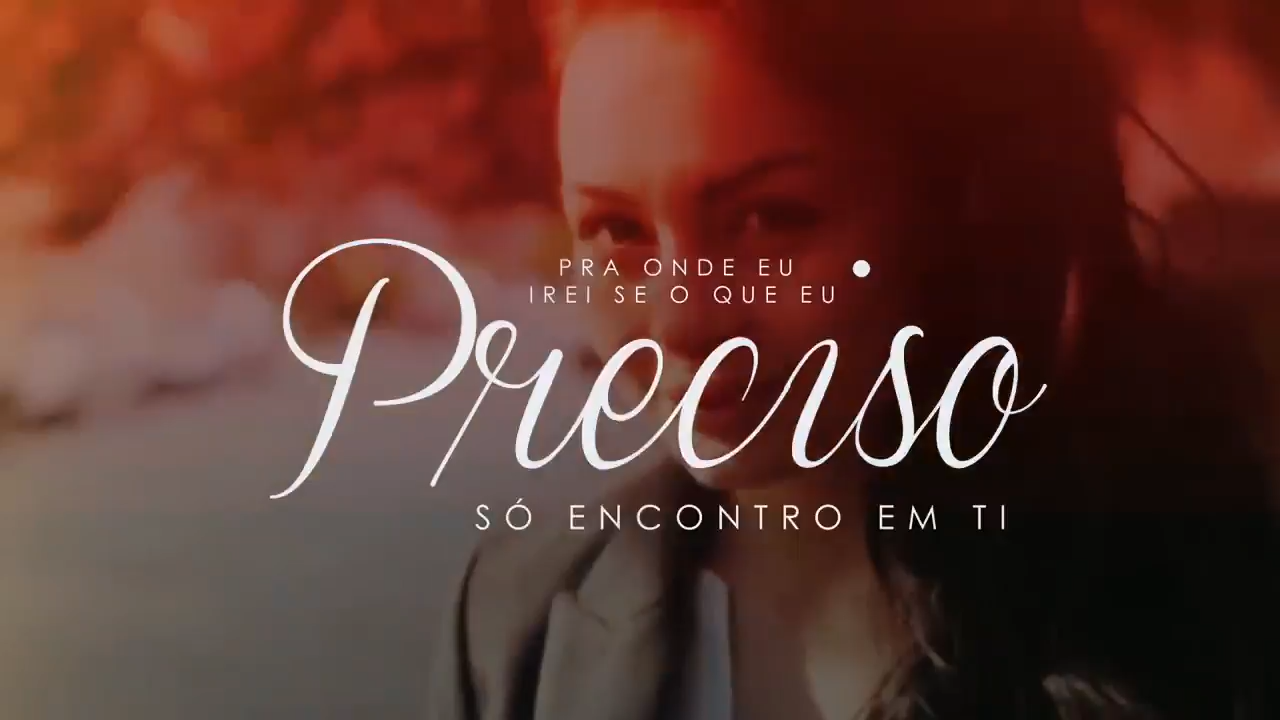 PRA ONDE EU
IREI SE O QUE EU
Preciso
SÓ ENCONTRO EM TI